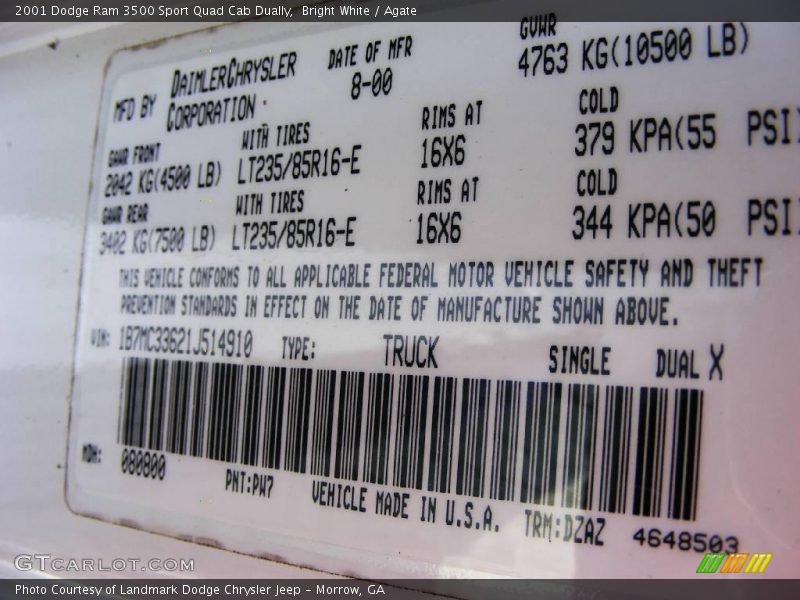 2001 Dodge Ram 3500 Sport Quad Cab Dually, Bright White / Agate
MFD BY DAIMLERCHRYSLER CORPORATION
DATE OF MFR 8-00
GVWR 4763 KG(10500 LB)
GAWR FRONT 2042 KG(4500 LB)
WITH TIRES LT235/85R16-E
RIMS AT 16X6
COLD 379 KPA(55 PSI)
GAWR REAR 3402 KG(7500 LB)
WITH TIRES LT235/85R16-E
RIMS AT 16X6
COLD 344 KPA(50 PSI)
THIS VEHICLE CONFORMS TO ALL APPLICABLE FEDERAL MOTOR VEHICLE SAFETY AND THEFT
PREVENTION STANDARDS IN EFFECT ON THE DATE OF MANUFACTURE SHOWN ABOVE.
VIN: 1B7MC33621J514910 TYPE: TRUCK SINGLE DUAL X
MDH: 080800 PNT:PW7 VEHICLE MADE IN U.S.A. TRM:DZAZ 4648503
GTCARLOT.COM
Photo Courtesy of Landmark Dodge Chrysler Jeep - Morrow, GA